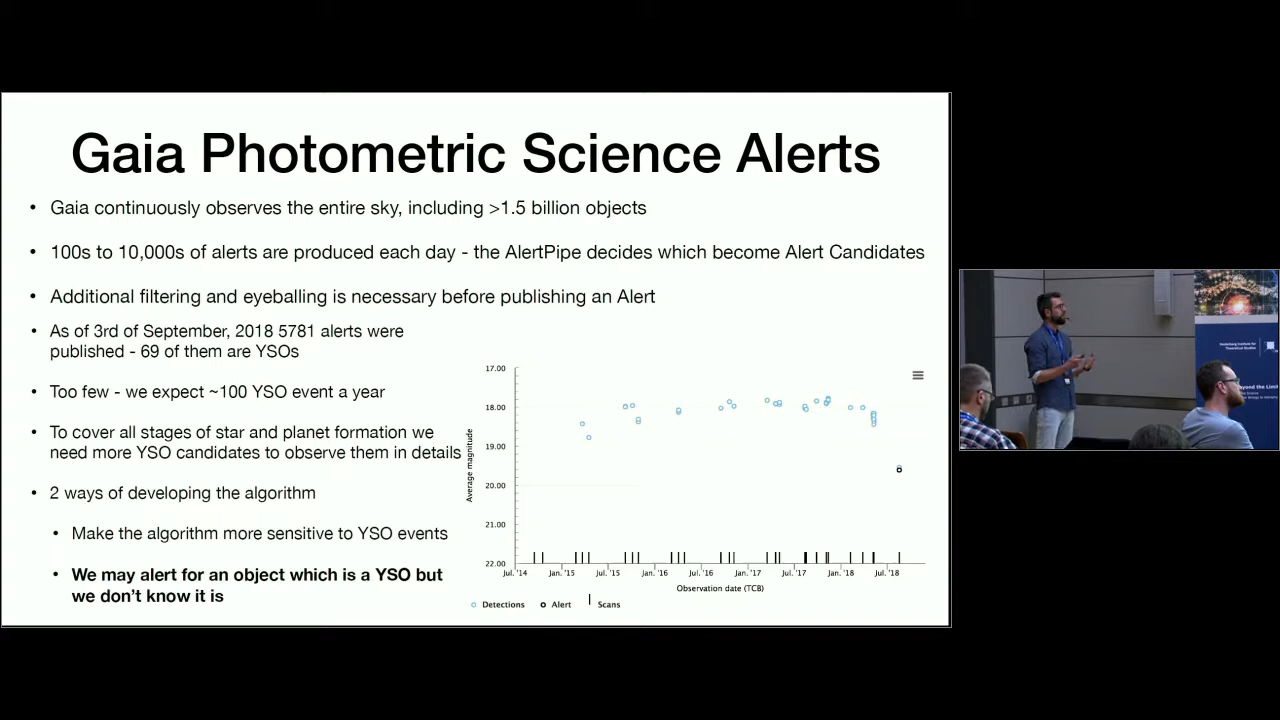 Gaia Photometric Science Alerts
• Gaia continuously observes the entire sky, including >1.5 billion objects
• 100s to 10,000s of alerts are produced each day - the AlertPipe decides which become Alert Candidates
• Additional filtering and eyeballing is necessary before publishing an Alert
• As of 3rd of September, 2018 5781 alerts were
published - 69 of them are YSOs
• Too few - we expect ~100 YSO event a year
• To cover all stages of star and planet formation we
need more YSO candidates to observe them in details
• 2 ways of developing the algorithm
• Make the algorithm more sensitive to YSO events
• We may alert for an object which is a YSO but
we don’t know it is
Average magnitude
17.00
18.00
19.00
20.00
21.00
22.00
Jul. '14 Jan. '15 Jul. '15 Jan. '16 Jul. '16 Jan. '17 Jul. '17 Jan. '18 Jul. '18
Observation date (TCB)
Detections Alert Scans
Heidelberg Institute for
Theoretical Studies